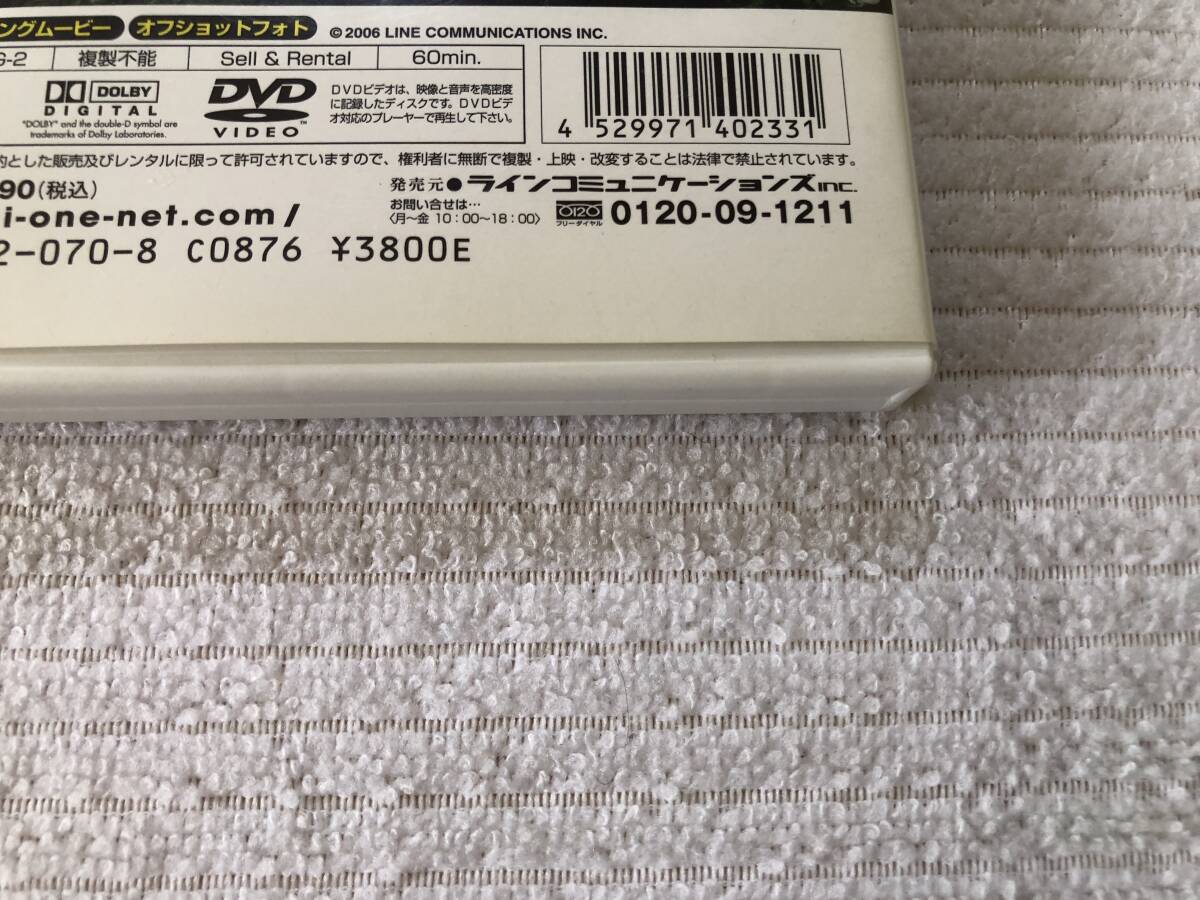 ングムービー オフショットフォト © 2006 LINE COMMUNICATIONS INC.
G-2 複製不能 Sell & Rental 60min.
DOLBY
DIGITAL
"DOLBY" and the double-D symbol are
trademarks of Dolby Laboratories.
DVD
VIDEO™
DVDビデオは、映像と音声を高密度
に記録したディスクです。DVDビデ
オ対応のプレーヤーで再生して下さい。
4 529971 402331
的とした販売及びレンタルに限って許可されていますので、権利者に無断で複製・上映・改変することは法律で禁止されています。
90(税込)
発売元●ラインコミュニケーションズINC.
i-one-net.com/
お問い合せは…
〈月〜金 10:00〜18:00〉
0120
フリーダイヤル
0120-09-1211
2-070-8 C0876 ¥3800E